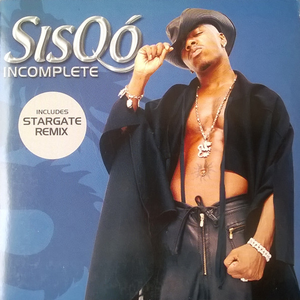 SISQÓ
INCOMPLETE
INCLUDES
STARGATE
REMIX